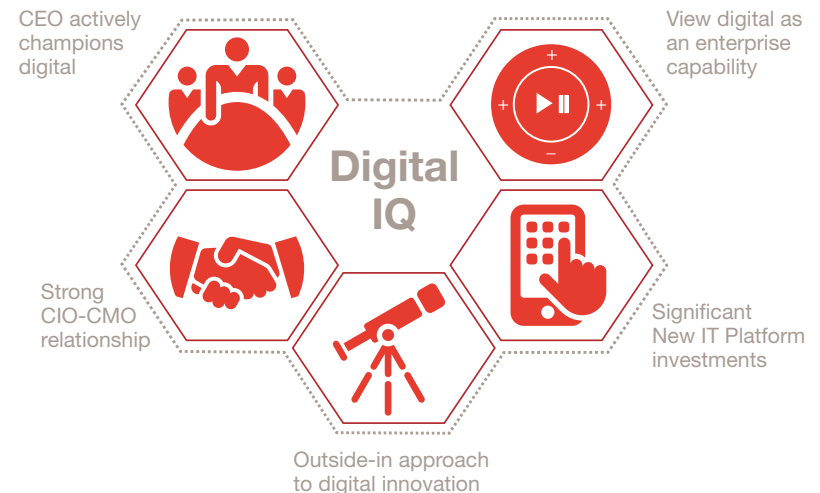 CEO actively
champions
digital
View digital as
an enterprise
capability
Digital
IQ
Strong
CIO-CMO
relationship
Significant
New IT Platform
investments
Outside-in approach
to digital innovation